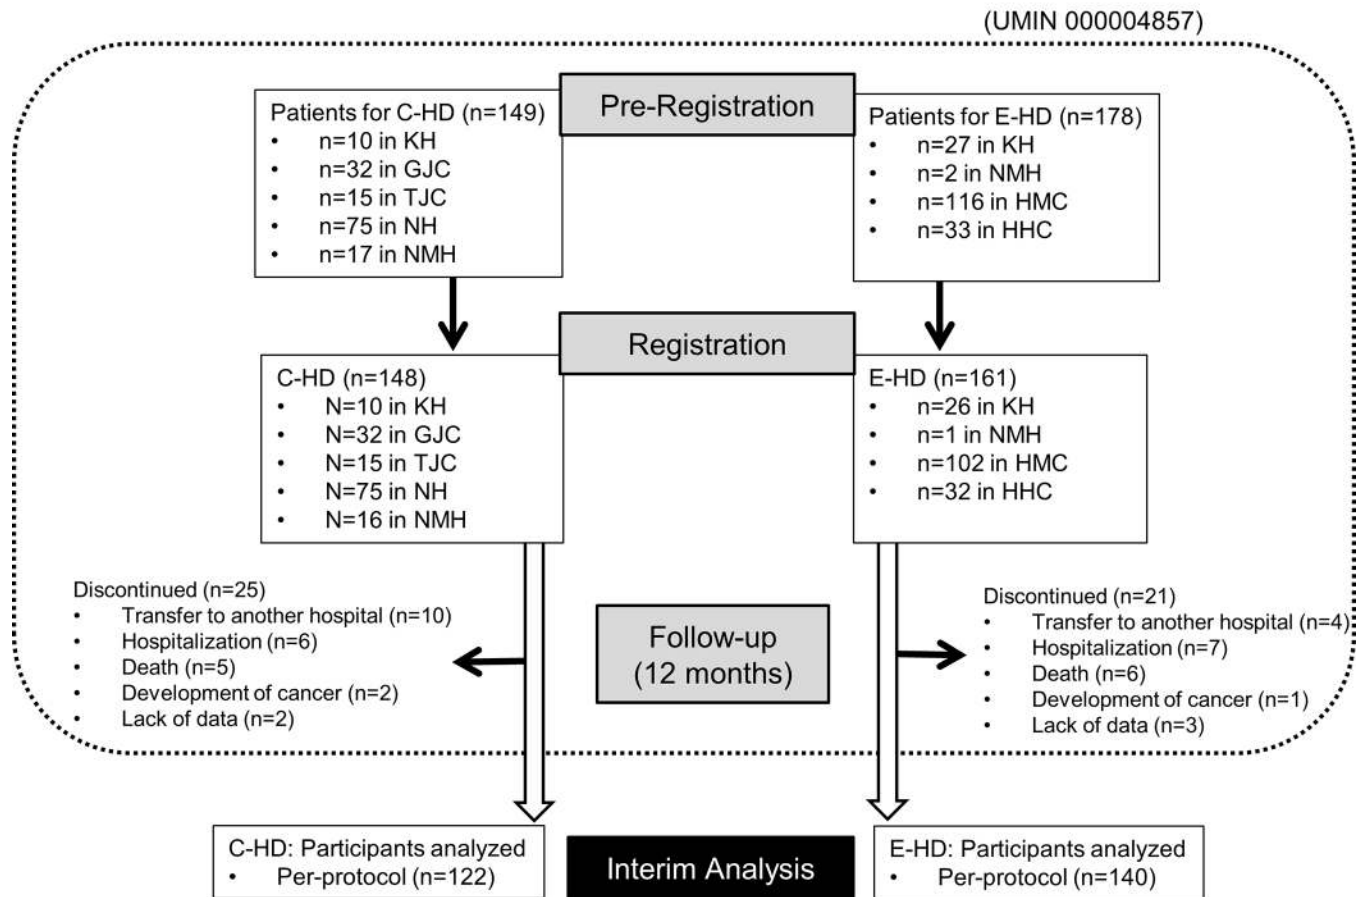 (UMIN 000004857)
Pre-Registration
Patients for C-HD (n=149)
• n=10 in KH
• n=32 in GJC
• n=15 in TJC
• n=75 in NH
• n=17 in NMH
Patients for E-HD (n=178)
• n=27 in KH
• n=2 in NMH
• n=116 in HMC
• n=33 in HHC
Registration
C-HD (n=148)
• N=10 in KH
• N=32 in GJC
• N=15 in TJC
• N=75 in NH
• N=16 in NMH
E-HD (n=161)
• n=26 in KH
• n=1 in NMH
• n=102 in HMC
• n=32 in HHC
Discontinued (n=25)
• Transfer to another hospital (n=10)
• Hospitalization (n=6)
• Death (n=5)
• Development of cancer (n=2)
• Lack of data (n=2)
Follow-up
(12 months)
Discontinued (n=21)
• Transfer to another hospital (n=4)
• Hospitalization (n=7)
• Death (n=6)
• Development of cancer (n=1)
• Lack of data (n=3)
C-HD: Participants analyzed
• Per-protocol (n=122)
Interim Analysis
E-HD: Participants analyzed
• Per-protocol (n=140)